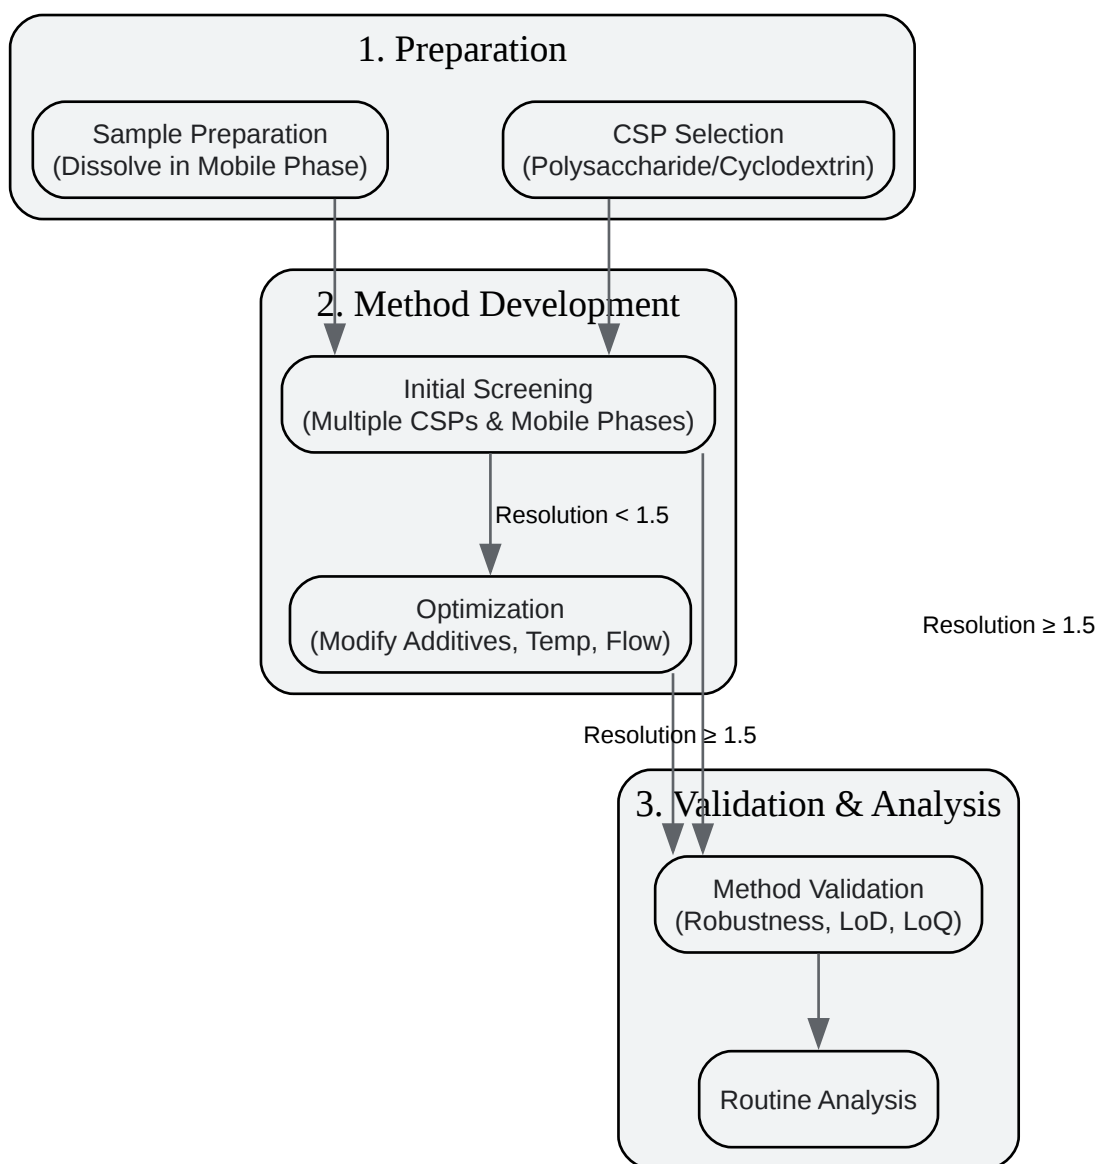 1. Preparation
Sample Preparation
(Dissolve in Mobile Phase)
CSP Selection
(Polysaccharide/Cyclodextrin)
2. Method Development
Initial Screening
(Multiple CSPs & Mobile Phases)
Resolution < 1.5
Optimization
(Modify Additives, Temp, Flow)
Resolution ≥ 1.5
Resolution ≥ 1.5
3. Validation & Analysis
Method Validation
(Robustness, LoD, LoQ)
Routine Analysis